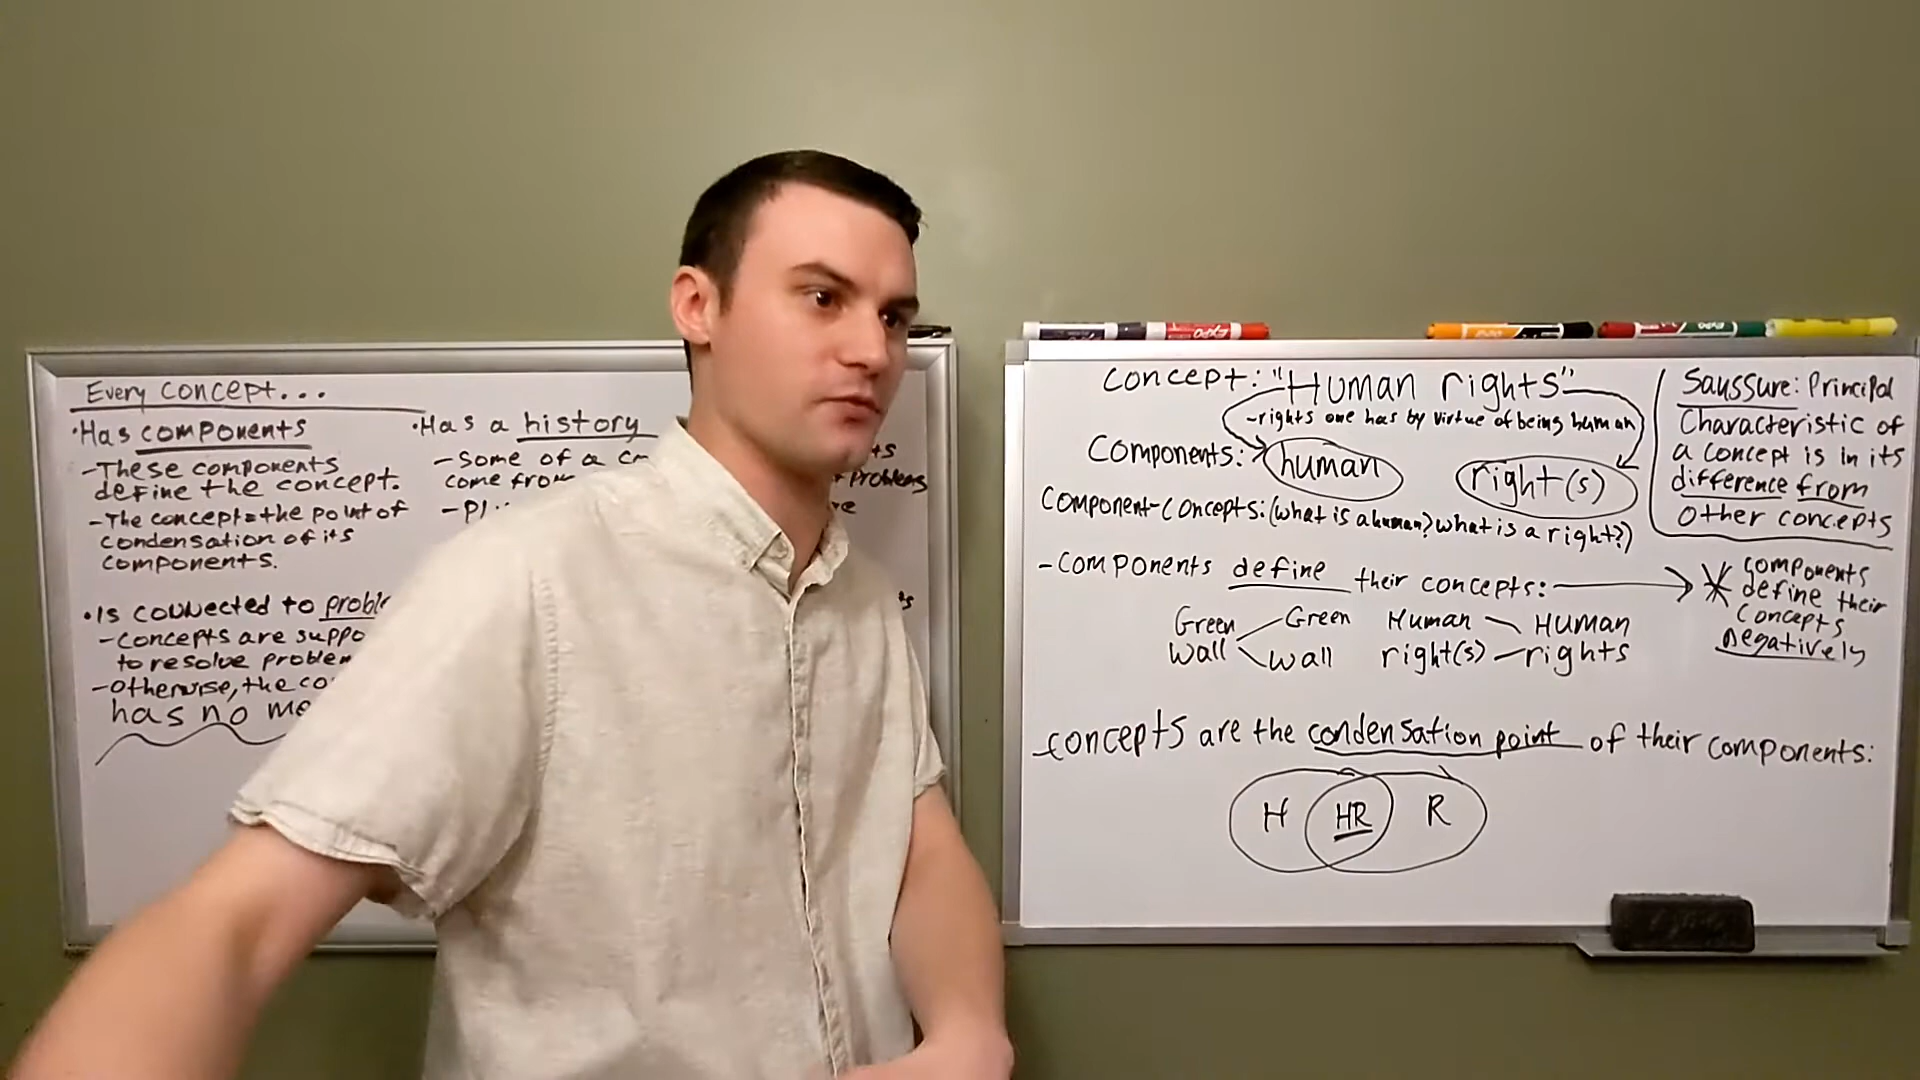 Every concept...
•Has components
-These components
define the concept.
-The concept=the point of
condensation of its
components.
•Is connected to
-concepts are
to resolve
-Otherwise, the
has no
•Has a history
-Some of a
come
Problems
Concept: "Human rights"
-rights one has by virtue of being human
Components:
human
right(s)
Component-concepts: (what is a human? what is a right?)
-Components define their concepts:
Green Green Human Human
Wall wall right(s) rights
* components
define their
concepts
negatively
-concepts are the condensation point of their components:
H HR R
Saussure: Principal
Characteristic of
a concept is in its
difference from
other concepts
EXPO